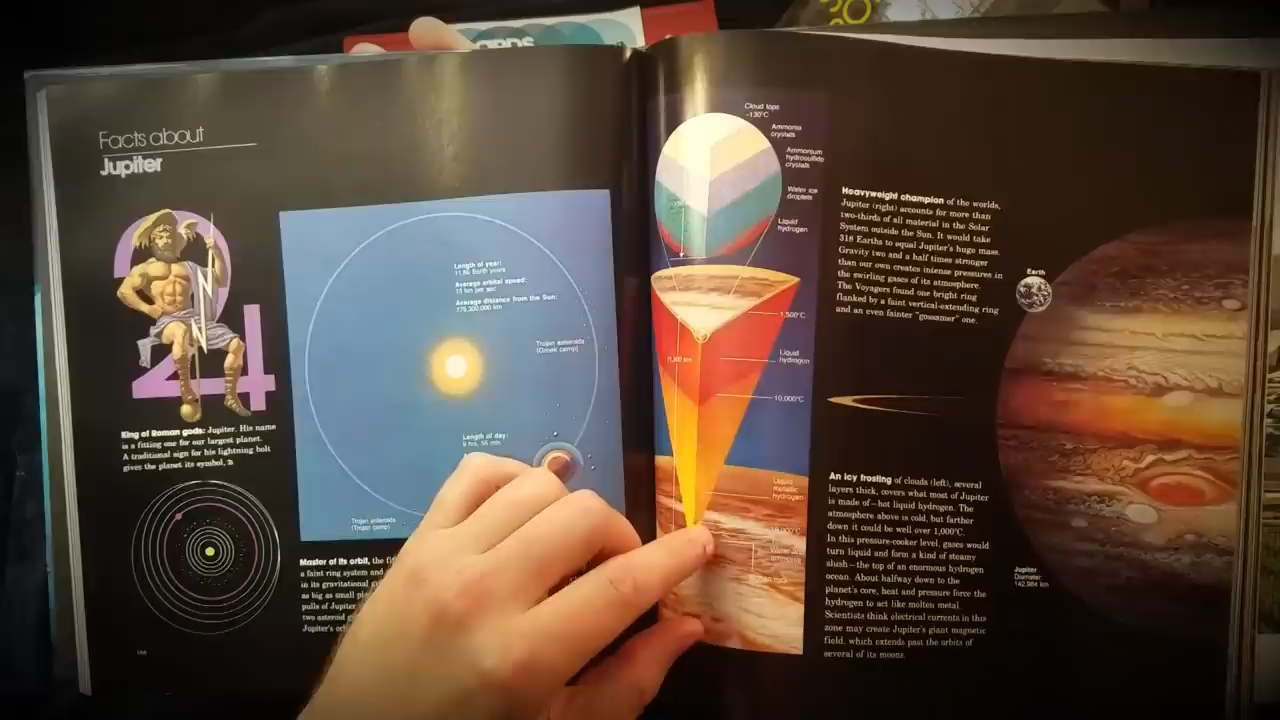 ORDS
Facts about
Jupiter
King of Roman gods: Jupiter. His name
is a fitting one for our largest planet.
A traditional sign for his lightning bolt
gives the planet its symbol, ♃
Length of year:
11.86 Earth years
Average orbital speed:
13 km per sec
Average distance from the Sun:
778,300,000 km
Trojan asteroids
(Greek camp)
Length of day:
9 hrs, 55 min
Trojan asteroids
(Trojan camp)
Master of its orbit, the
a faint ring system and
in its gravitational
as big as small
pulls of Jupiter
two asteroid
Jupiter's
Cloud tops
-130°C
Ammonia
crystals
Ammonium
hydrosulfide
crystals
Water ice
droplets
Liquid
hydrogen
1,500°C
Liquid
hydrogen
10,000°C
Liquid
metallic
hydrogen
Heavyweight champion of the worlds,
Jupiter (right) accounts for more than
two-thirds of all material in the Solar
System outside the Sun. It would take
318 Earths to equal Jupiter's huge mass.
Gravity two and a half times stronger
than our own creates intense pressures in
the swirling gases of its atmosphere.
The Voyagers found one bright ring
flanked by a faint vertical-extending ring
and an even fainter "gossamer" one.
Earth
An icy frosting of clouds (left), several
layers thick, covers what most of Jupiter
is made of—hot liquid hydrogen. The
atmosphere above is cold, but farther
down it could be well over 1,000°C.
In this pressure-cooker level, gases would
turn liquid and form a kind of steamy
slush—the top of an enormous hydrogen
ocean. About halfway down to the
planet's core, heat and pressure force the
hydrogen to act like molten metal.
Scientists think electrical currents in this
zone may create Jupiter's giant magnetic
field, which extends past the orbits of
several of its moons.
Jupiter
Diameter:
142,984 km